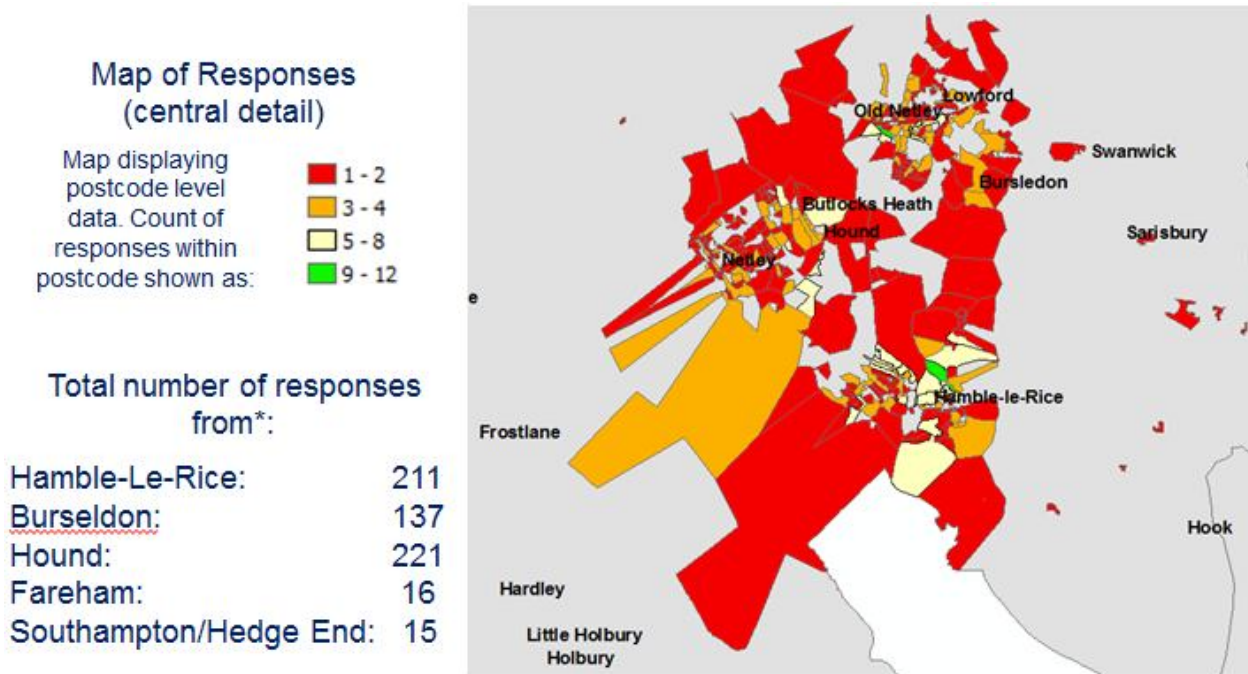 Map of Responses
(central detail)
Map displaying
postcode level
data. Count of
responses within
postcode shown as:
1 - 2
3 - 4
5 - 8
9 - 12
Total number of responses
from*:
Hamble-Le-Rice: 211
Burseldon: 137
Hound: 221
Fareham: 16
Southampton/Hedge End: 15
Lowford
Old Netley
Swanwick
Bursledon
Butlocks Heath
Hound
Sarisbury
Netley
e
Hamble-le-Rice
Frostlane
Hook
Hardley
Little Holbury
Holbury